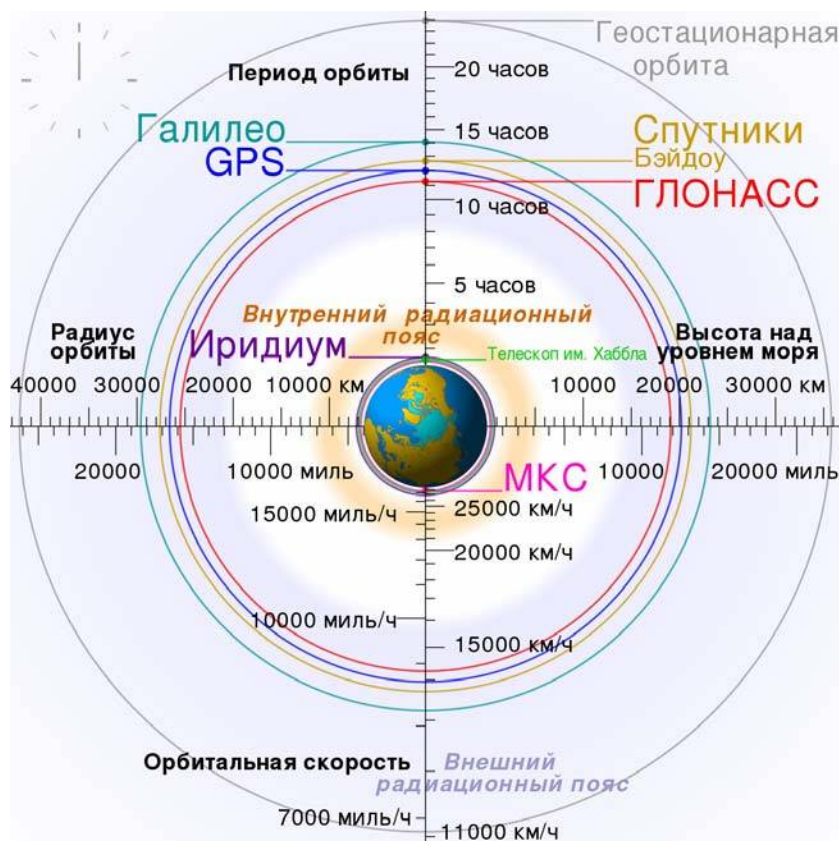 Геостационарная
орбита
Период орбиты
20 часов
Галилео
15 часов
Спутники
GPS
Бэйдоу
ГЛОНАСС
10 часов
5 часов
Внутренний радиационный
пояс
Радиус
орбиты
Иридиум
Телескоп им. Хаббла
Высота над
уровнем моря
40000 30000 20000 10000 км
10000 20000 30000 км
20000 10000 миль
10000 20000 миль
МКС
15000 миль/ч
25000 км/ч
20000 км/ч
10000 миль/ч
15000 км/ч
Орбитальная скорость
Внешний
радиационный пояс
7000 миль/ч
11000 км/ч